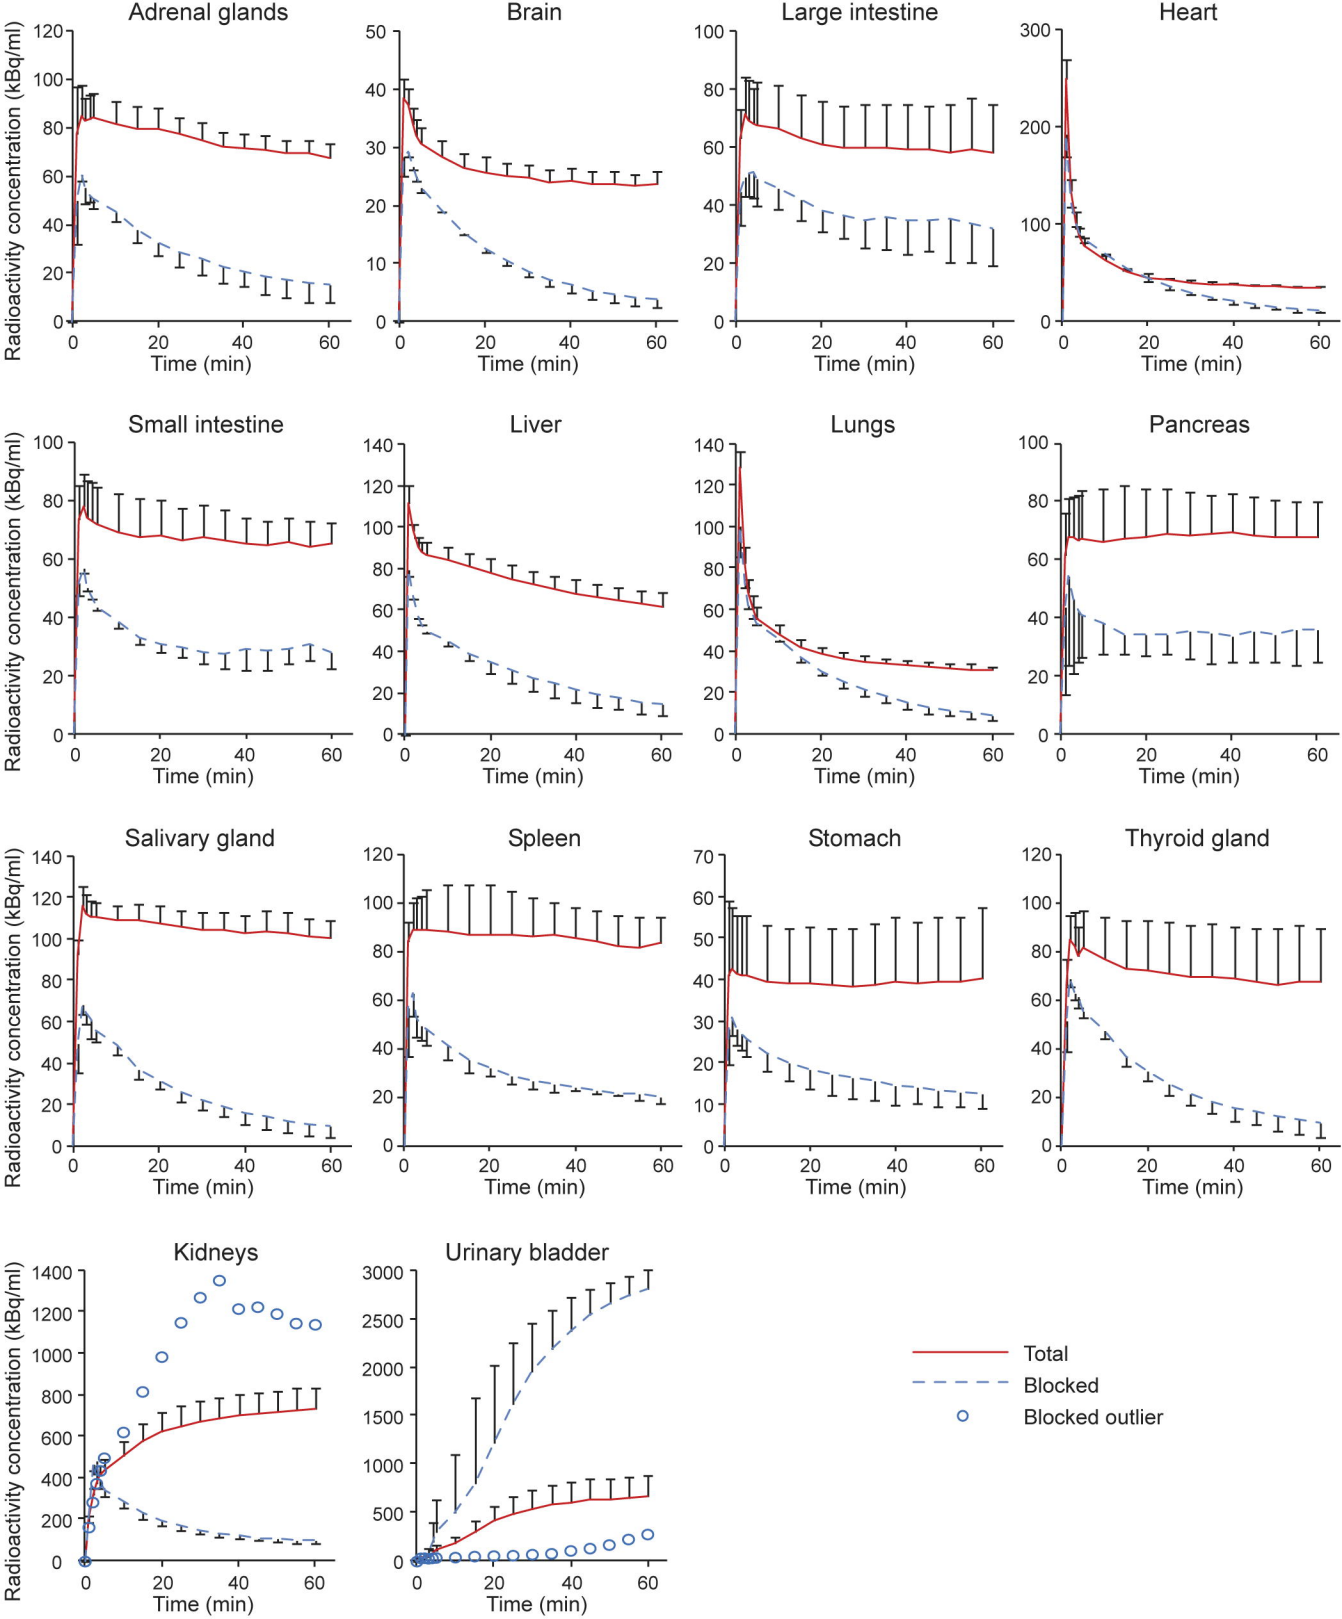 Adrenal glands
Brain
Large intestine
Heart
Radioactivity concentration (kBq/ml)
120
100
80
60
40
20
0
0 20 40 60
Time (min)
50
40
30
20
10
0
0 20 40 60
Time (min)
100
80
60
40
20
0
0 20 40 60
Time (min)
300
200
100
0
0 20 40 60
Time (min)
Small intestine
Liver
Lungs
Pancreas
Radioactivity concentration (kBq/ml)
100
80
60
40
20
0
0 20 40 60
Time (min)
140
120
100
80
60
40
20
0
0 20 40 60
Time (min)
140
120
100
80
60
40
20
0
0 20 40 60
Time (min)
100
80
60
40
20
0
0 20 40 60
Time (min)
Salivary gland
Spleen
Stomach
Thyroid gland
Radioactivity concentration (kBq/ml)
140
120
100
80
60
40
20
0
0 20 40 60
Time (min)
120
100
80
60
40
20
0
0 20 40 60
Time (min)
70
60
50
40
30
20
10
0
0 20 40 60
Time (min)
120
100
80
60
40
20
0
0 20 40 60
Time (min)
Kidneys
Urinary bladder
Radioactivity concentration (kBq/ml)
1400
1200
1000
800
600
400
200
0
0 20 40 60
Time (min)
3000
2500
2000
1500
1000
500
0
0 20 40 60
Time (min)
Total
Blocked
Blocked outlier